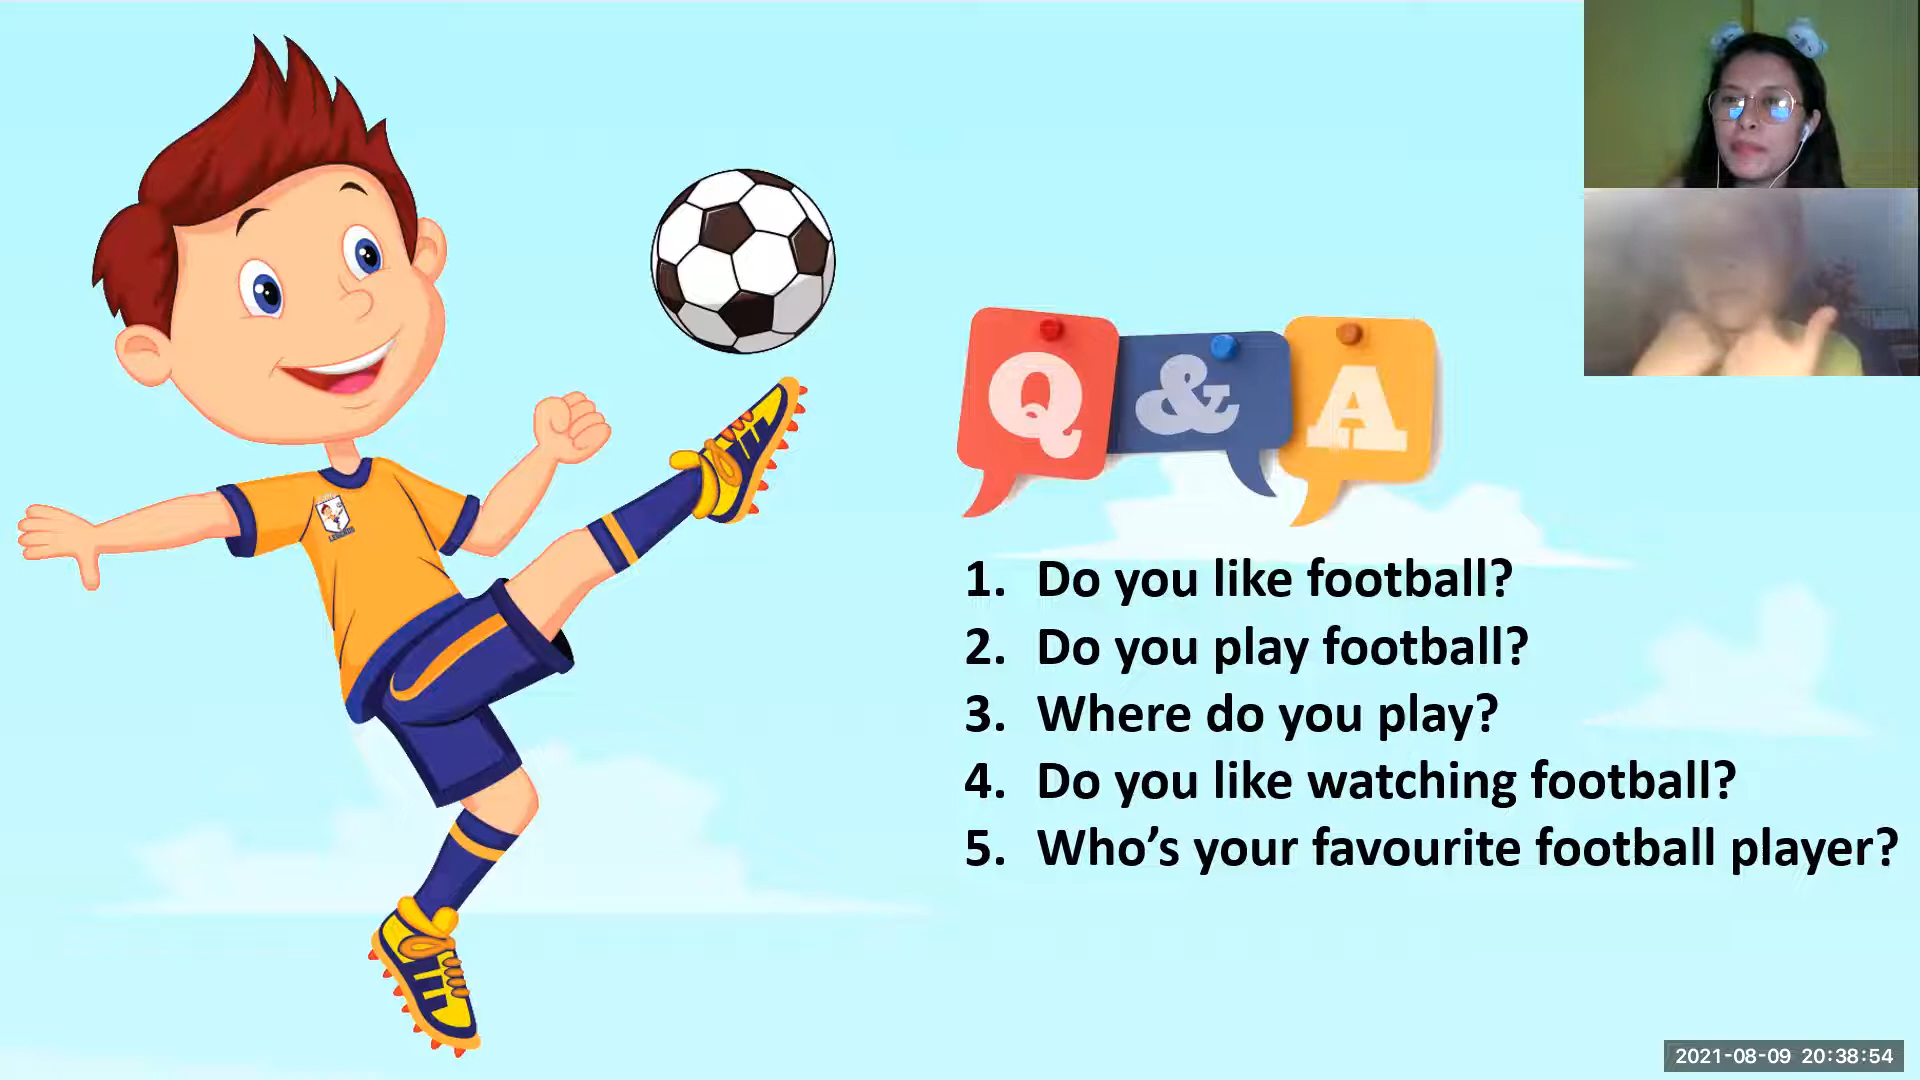 Q & A
1. Do you like football?
2. Do you play football?
3. Where do you play?
4. Do you like watching football?
5. Who’s your favourite football player?
2021-08-09 20:38:54